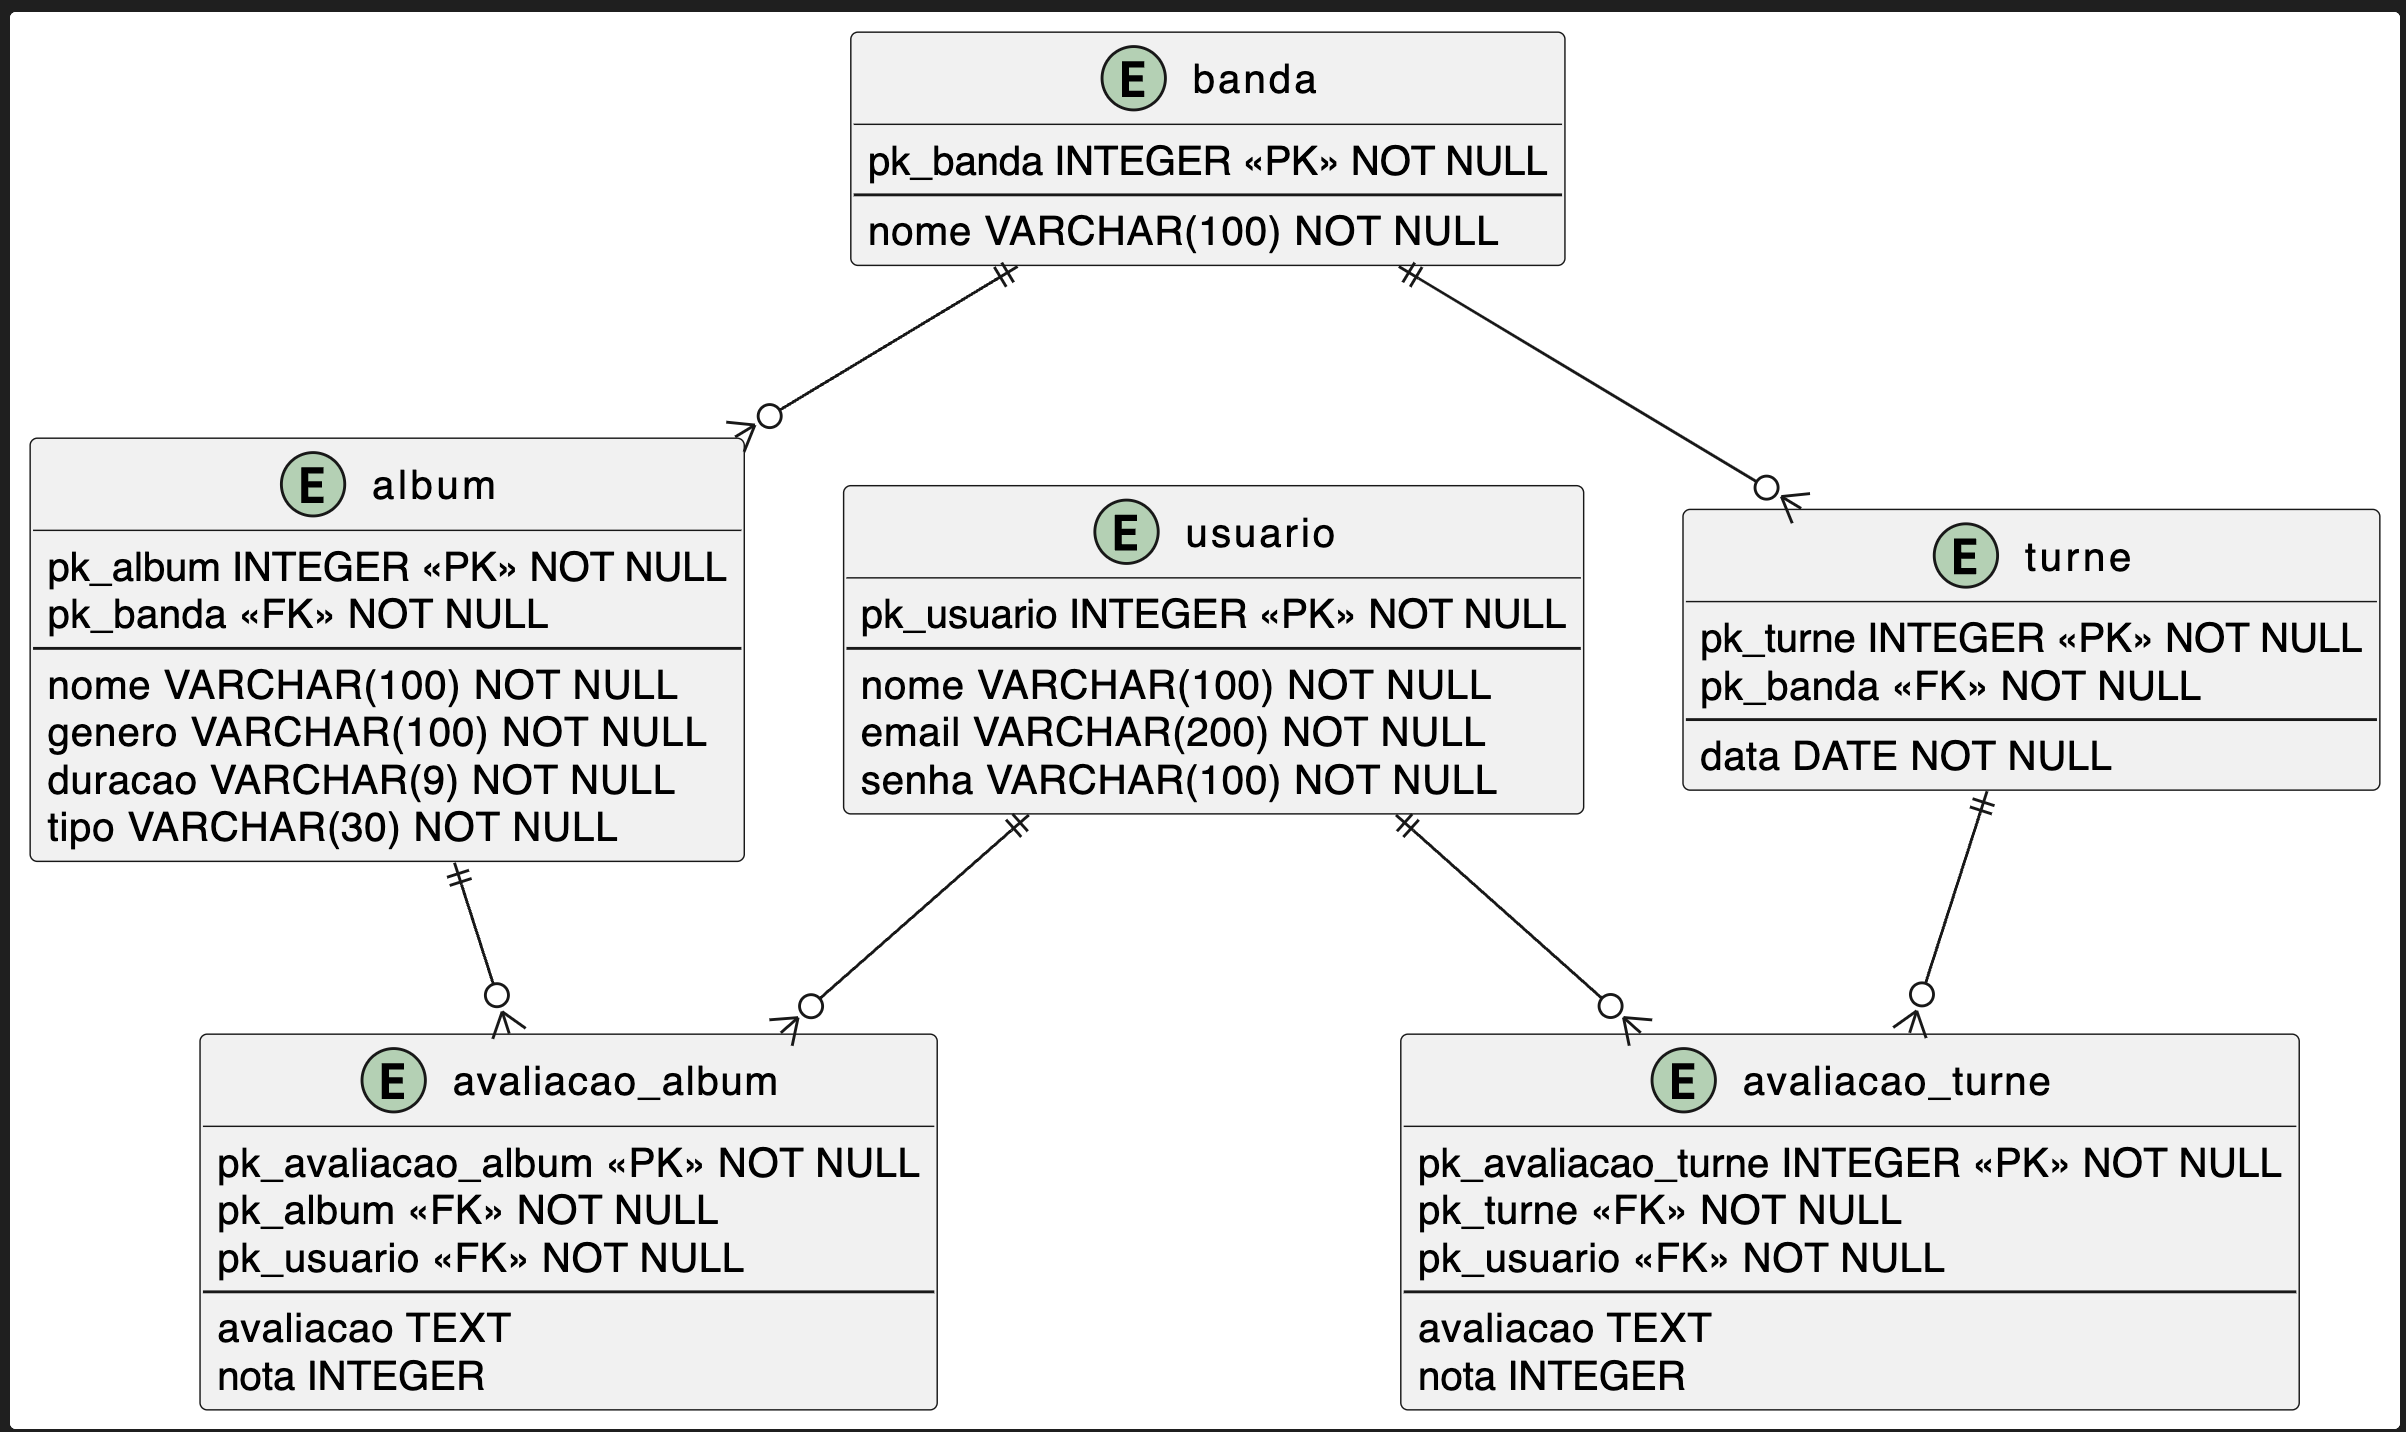 E banda
pk_banda INTEGER «PK» NOT NULL
nome VARCHAR(100) NOT NULL
E album
pk_album INTEGER «PK» NOT NULL
pk_banda «FK» NOT NULL
nome VARCHAR(100) NOT NULL
genero VARCHAR(100) NOT NULL
duracao VARCHAR(9) NOT NULL
tipo VARCHAR(30) NOT NULL
E usuario
pk_usuario INTEGER «PK» NOT NULL
nome VARCHAR(100) NOT NULL
email VARCHAR(200) NOT NULL
senha VARCHAR(100) NOT NULL
E turne
pk_turne INTEGER «PK» NOT NULL
pk_banda «FK» NOT NULL
data DATE NOT NULL
E avaliacao_album
pk_avaliacao_album «PK» NOT NULL
pk_album «FK» NOT NULL
pk_usuario «FK» NOT NULL
avaliacao TEXT
nota INTEGER
E avaliacao_turne
pk_avaliacao_turne INTEGER «PK» NOT NULL
pk_turne «FK» NOT NULL
pk_usuario «FK» NOT NULL
avaliacao TEXT
nota INTEGER